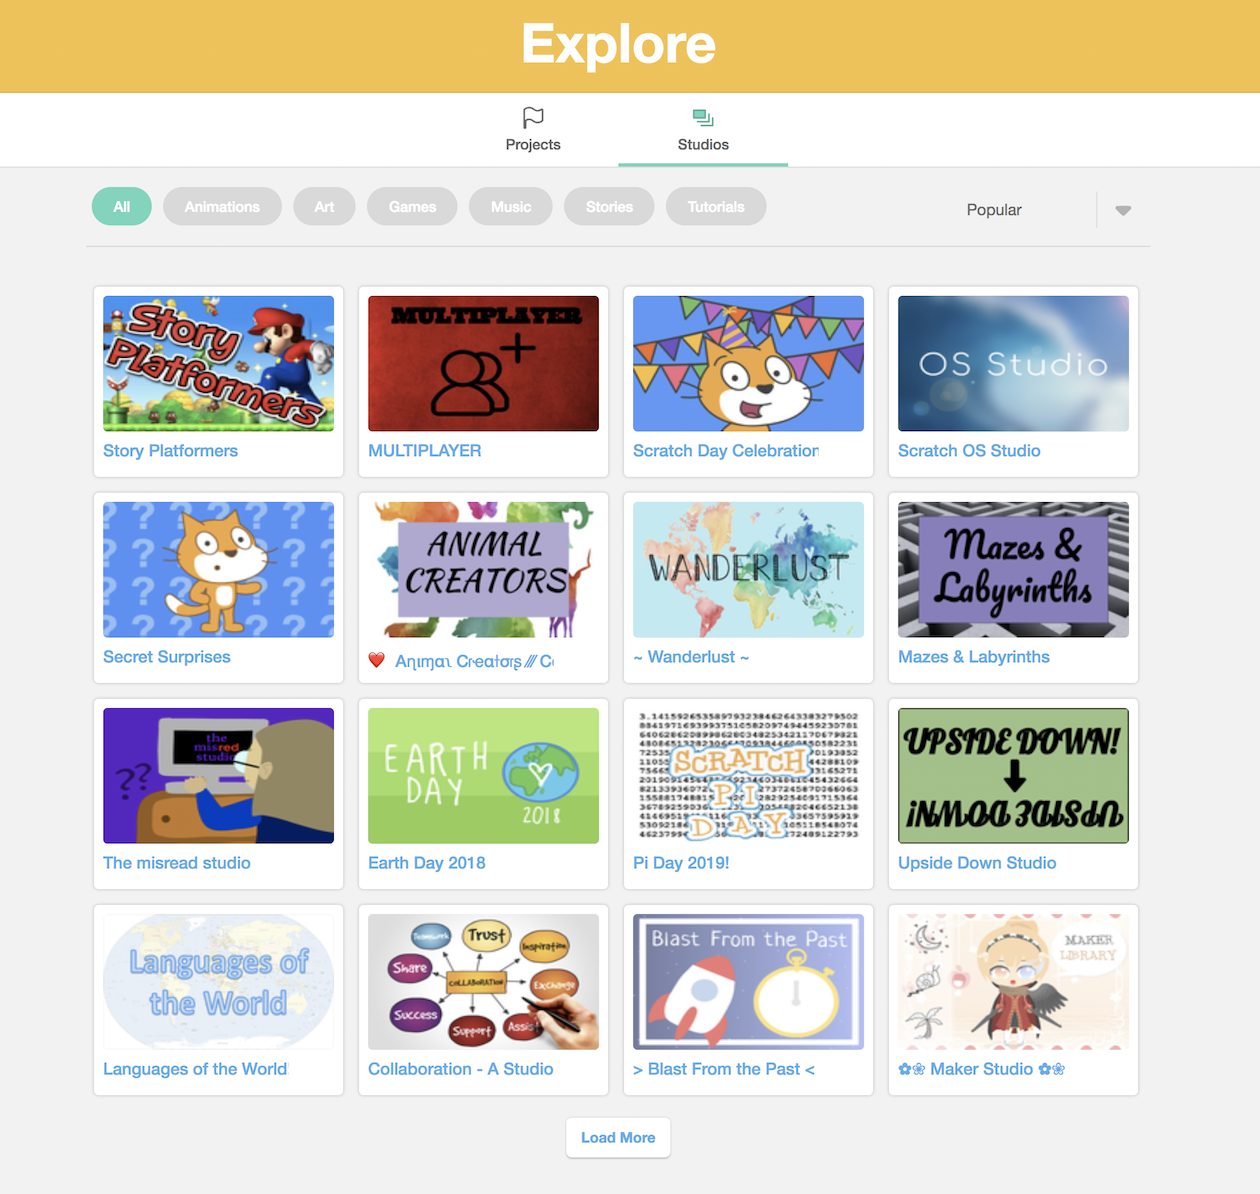 Explore
Projects
Studios
All
Animations
Art
Games
Music
Stories
Tutorials
Popular
Story
Platformers
Story Platformers
MULTIPLAYER
MULTIPLAYER
Scratch Day Celebration
OS Studio
Scratch OS Studio
Secret Surprises
ANIMAL
CREATORS
WANDERLUST
~ Wanderlust ~
Mazes &
Labyrinths
Mazes & Labyrinths
the
misred
studio
??
The misread studio
EARTH
DAY
2018
Earth Day 2018
SCRATCH
PI
DAY
Pi Day 2019!
UPSIDE DOWN!
UPSIDE DOWN!
Upside Down Studio
Languages of
the World
Languages of the World
Teamwork
Trust
Inspiration
Share
COLLABORATION
Exchange
Success
Support
Assist
Collaboration - A Studio
Blast From the Past
> Blast From the Past <
MAKER
LIBRARY
✿❀ Maker Studio ✿❀
Load More